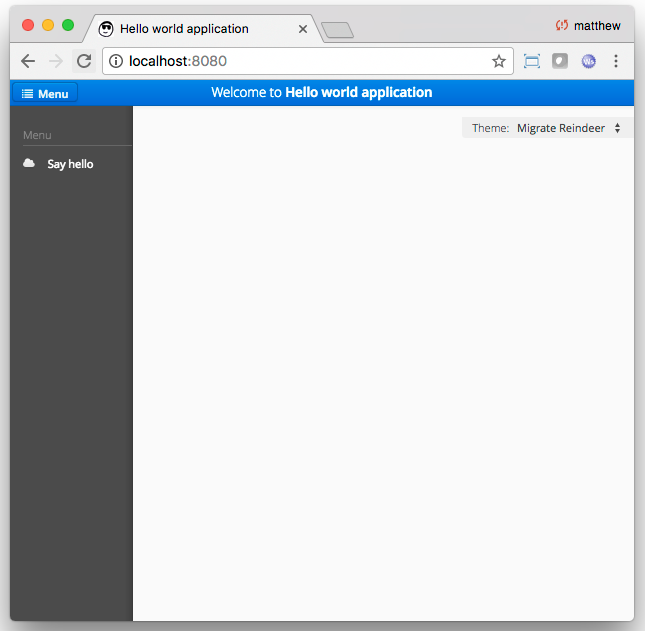 Hello world application
matthew
localhost:8080
Menu
Welcome to Hello world application
Theme: Migrate Reindeer
Menu
Say hello